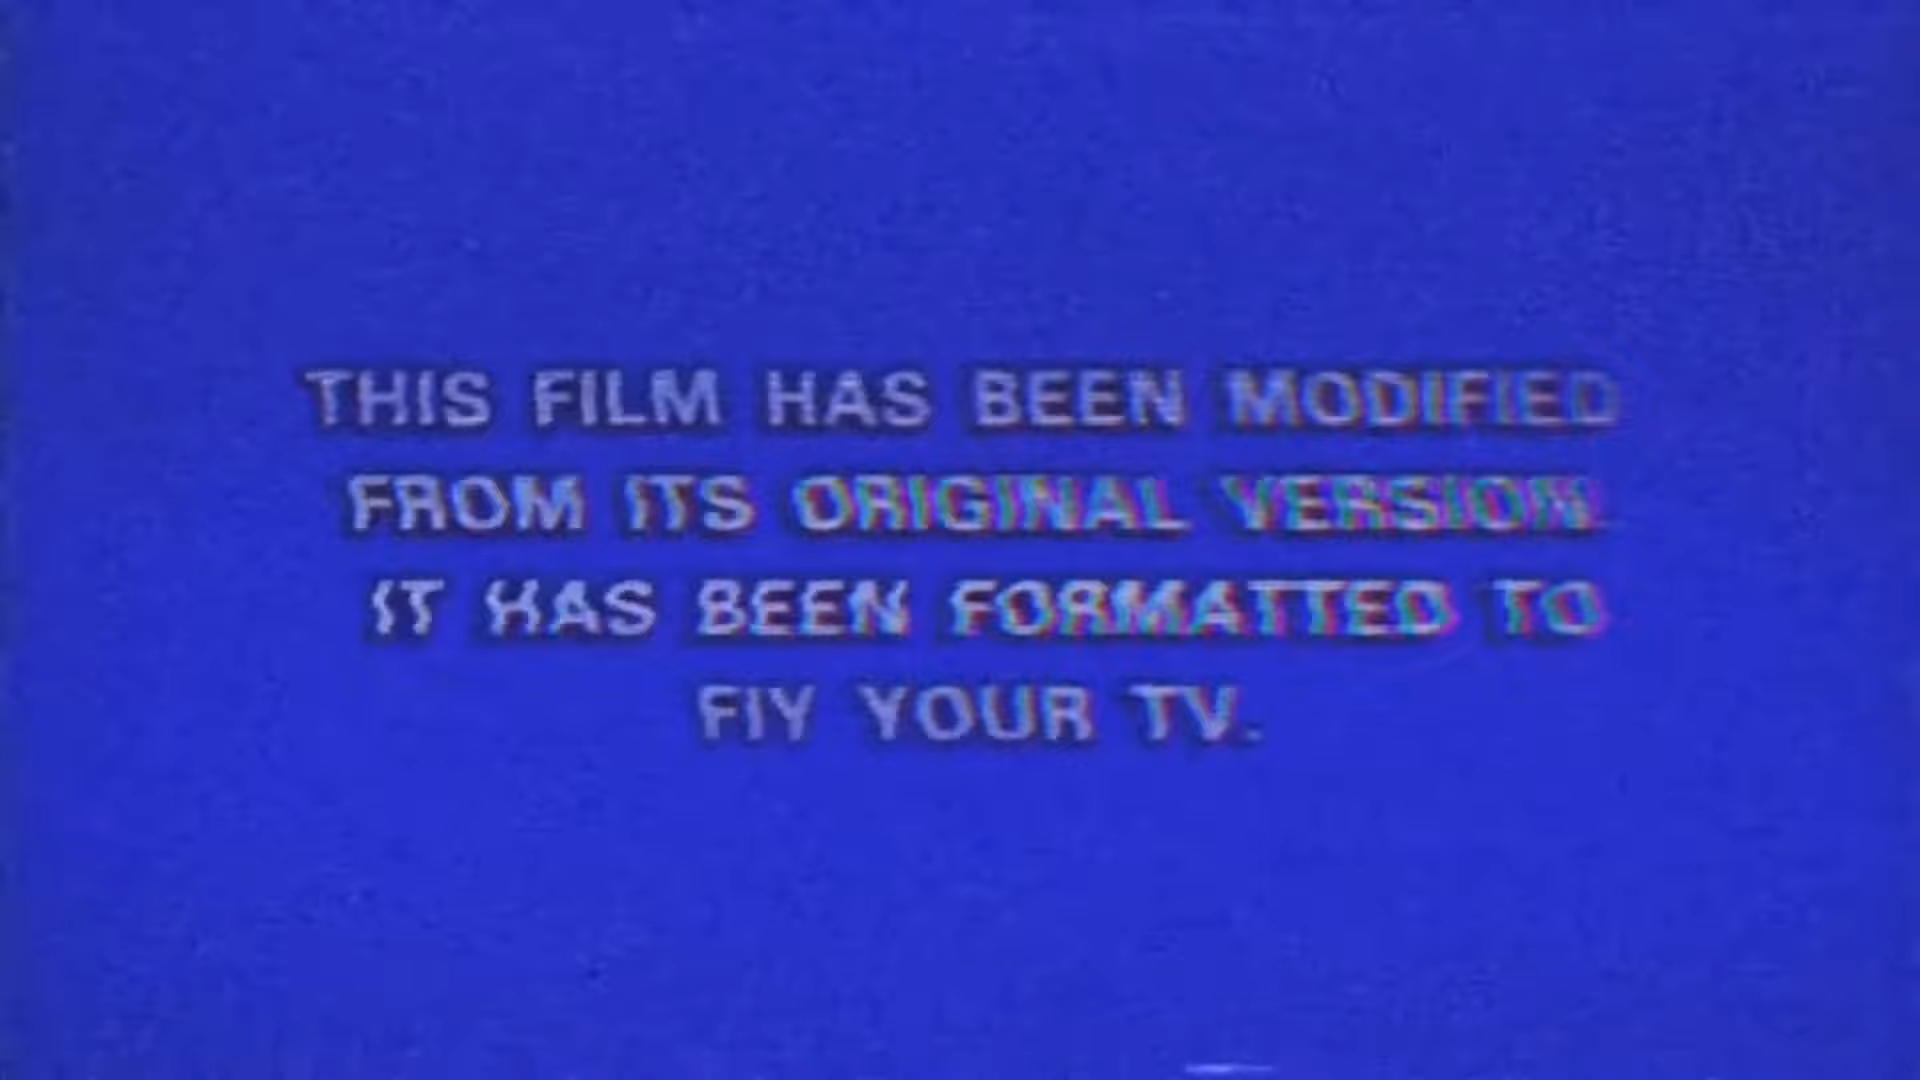 THIS FILM HAS BEEN MODIFIED
FROM ITS ORIGINAL VERSION.
IT HAS BEEN FORMATTED TO
FIY YOUR TV.